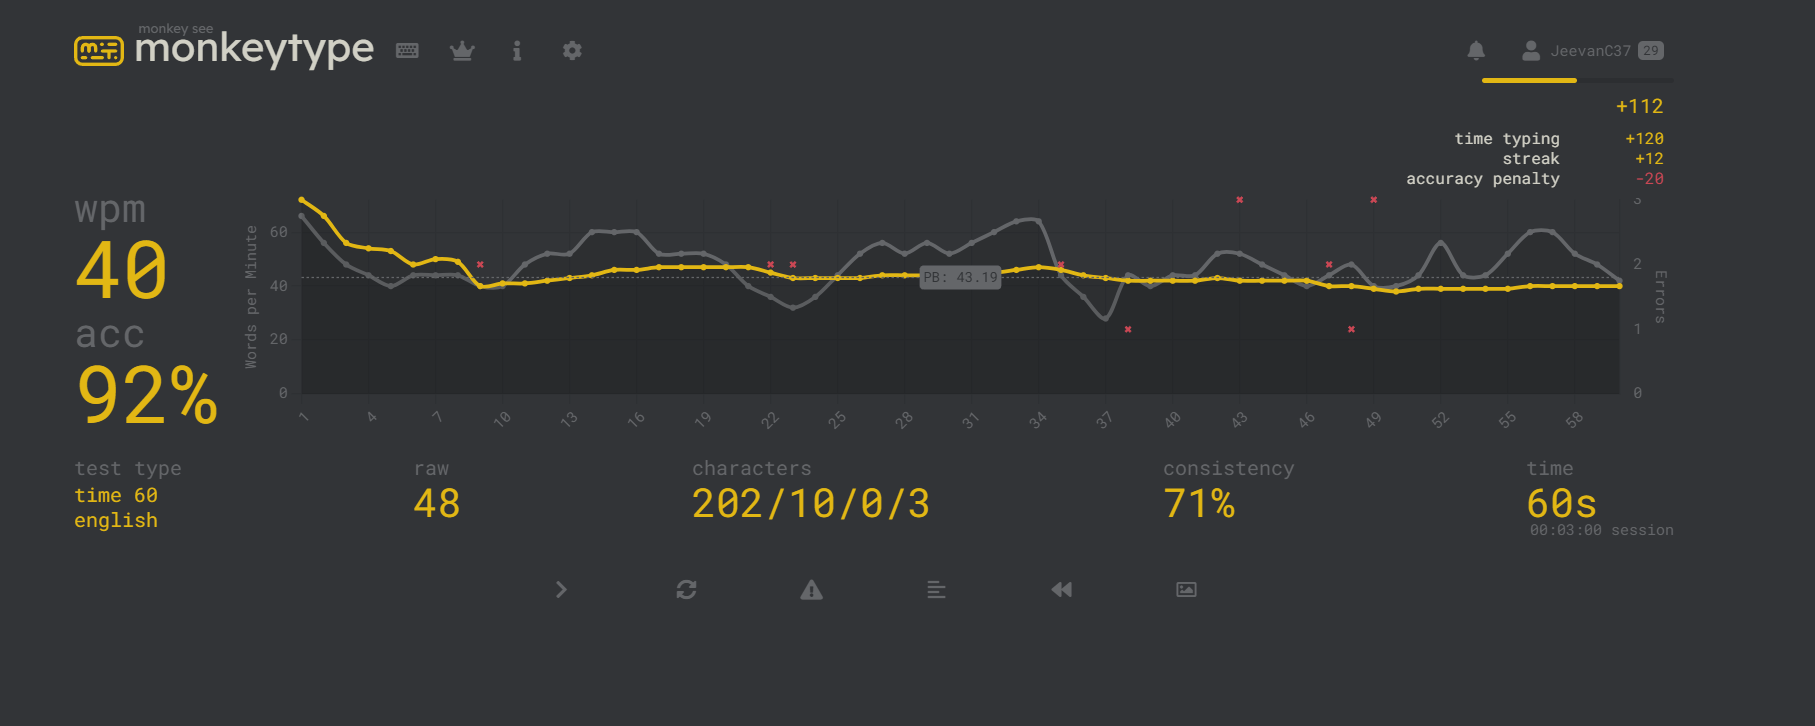 monkey see
monkeytype
JeevanC37 29
+112
time typing +120
streak +12
accuracy penalty -20
wpm
40
acc
92%
Words per Minute
60
40
20
0
PB: 43.19
3
2
1
0
Errors
1 4 7 10 13 16 19 22 25 28 31 34 37 40 43 46 49 52 55 58
test type
time 60
english
raw
48
characters
202/10/0/3
consistency
71%
time
60s
00:03:00 session